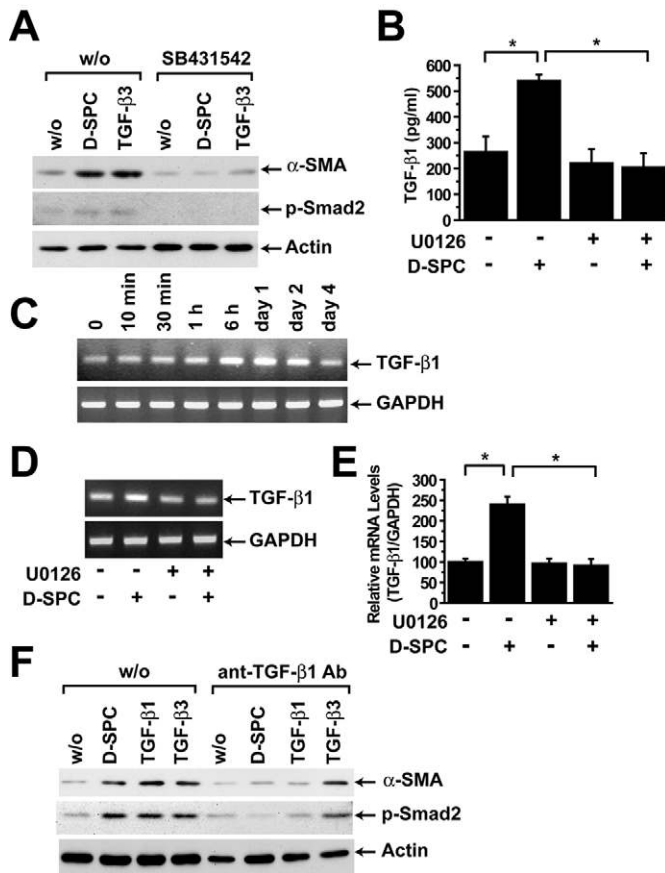 A
w/o
SB431542
w/o
D-SPC
TGF-β3
w/o
D-SPC
TGF-β3
α-SMA
p-Smad2
Actin
B
TGF-β1 (pg/ml)
600
500
400
300
200
100
0
*
*
U0126 - - + +
D-SPC - + - +
C
0
10 min
30 min
1 h
6 h
day 1
day 2
day 4
TGF-β1
GAPDH
D
TGF-β1
GAPDH
U0126 - - + +
D-SPC - + - +
E
Relative mRNA Levels
(TGF-β1/GAPDH)
300
250
200
150
100
50
0
*
*
U0126 - - + +
D-SPC - + - +
F
w/o
ant-TGF-β1 Ab
w/o
D-SPC
TGF-β1
TGF-β3
w/o
D-SPC
TGF-β1
TGF-β3
α-SMA
p-Smad2
Actin